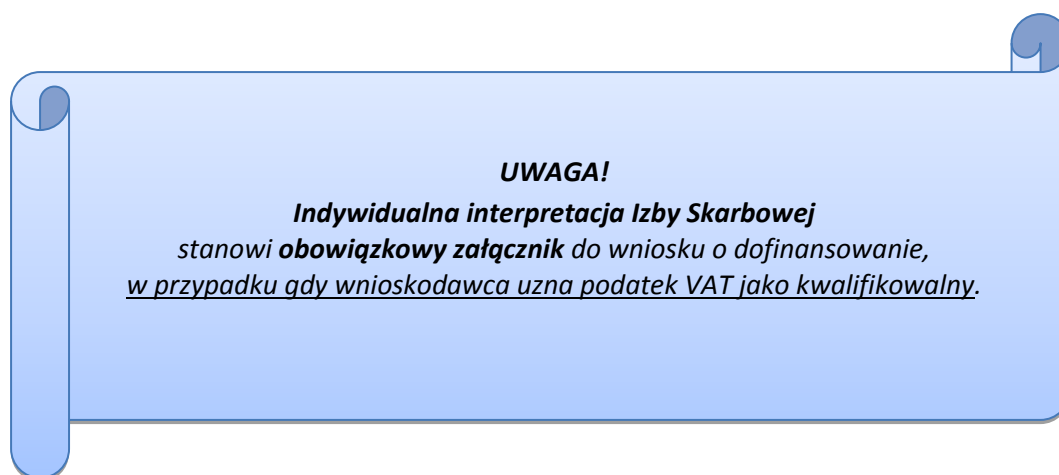 UWAGA!
Indywidualna interpretacja Izby Skarbowej
stanowi obowiązkowy załącznik do wniosku o dofinansowanie,
w przypadku gdy wnioskodawca uzna podatek VAT jako kwalifikowalny.